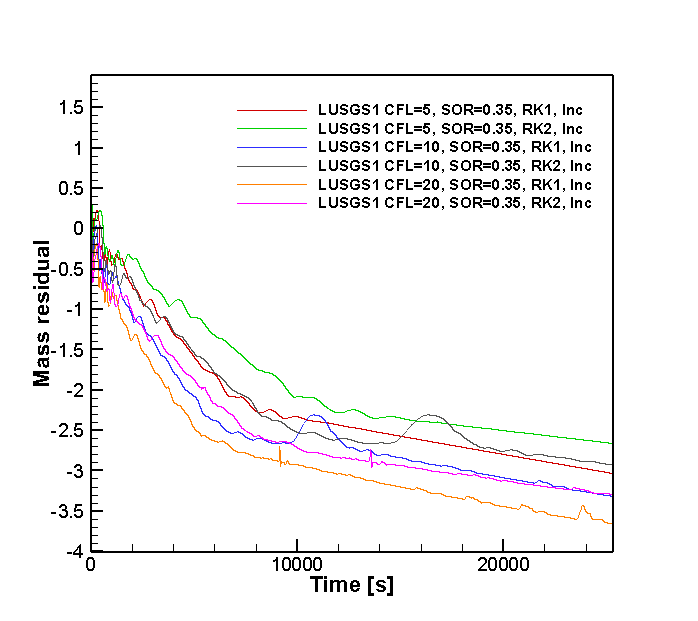 1.5
1
0.5
0
-0.5
-1
-1.5
-2
-2.5
-3
-3.5
-4
Mass residual
LUSGS1 CFL=5, SOR=0.35, RK1, Inc
LUSGS1 CFL=5, SOR=0.35, RK2, Inc
LUSGS1 CFL=10, SOR=0.35, RK1, Inc
LUSGS1 CFL=10, SOR=0.35, RK2, Inc
LUSGS1 CFL=20, SOR=0.35, RK1, Inc
LUSGS1 CFL=20, SOR=0.35, RK2, Inc
0 10000 20000
Time [s]